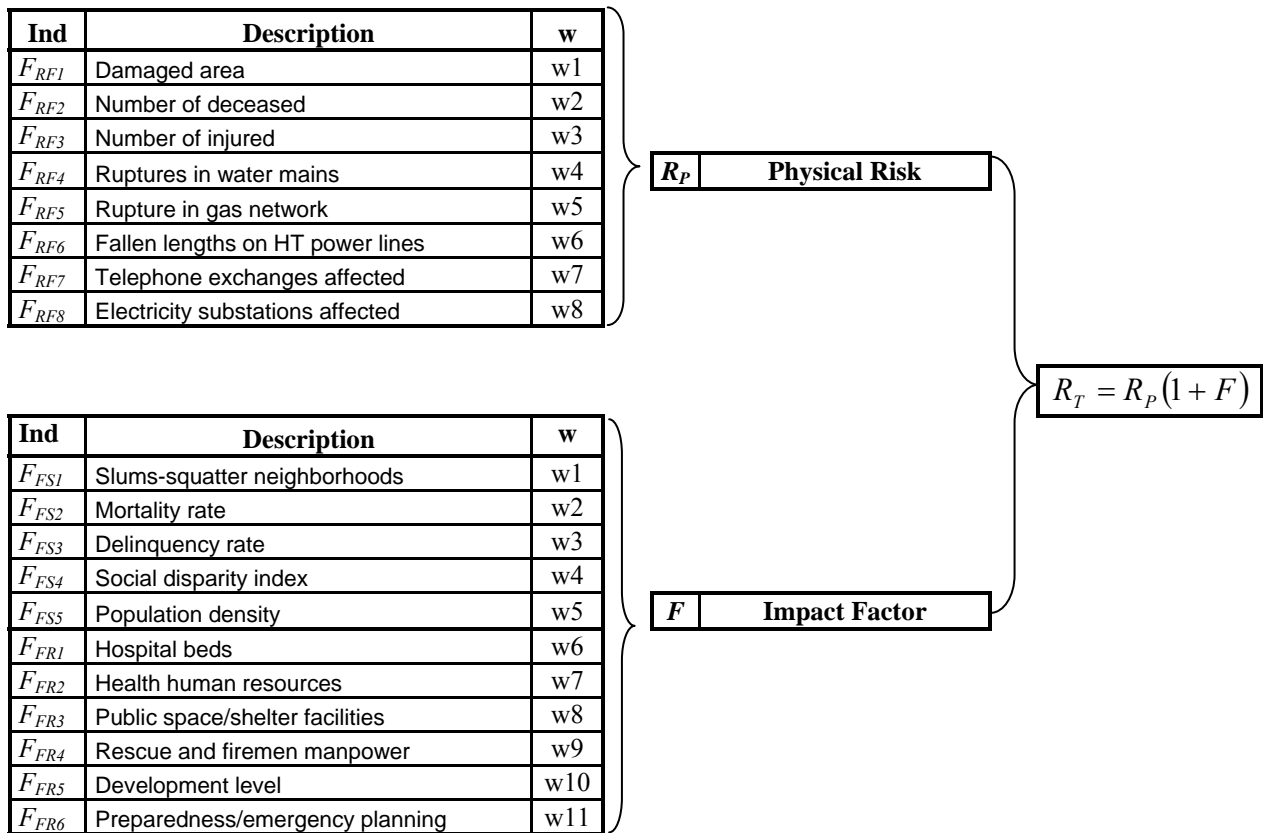 Ind Description w
F_RF1 Damaged area w1
F_RF2 Number of deceased w2
F_RF3 Number of injured w3
F_RF4 Ruptures in water mains w4
F_RF5 Rupture in gas network w5
F_RF6 Fallen lengths on HT power lines w6
F_RF7 Telephone exchanges affected w7
F_RF8 Electricity substations affected w8
R_P Physical Risk
R_T = R_P(1 + F)
Ind Description w
F_FS1 Slums-squatter neighborhoods w1
F_FS2 Mortality rate w2
F_FS3 Delinquency rate w3
F_FS4 Social disparity index w4
F_FS5 Population density w5
F_FR1 Hospital beds w6
F_FR2 Health human resources w7
F_FR3 Public space/shelter facilities w8
F_FR4 Rescue and firemen manpower w9
F_FR5 Development level w10
F_FR6 Preparedness/emergency planning w11
F Impact Factor